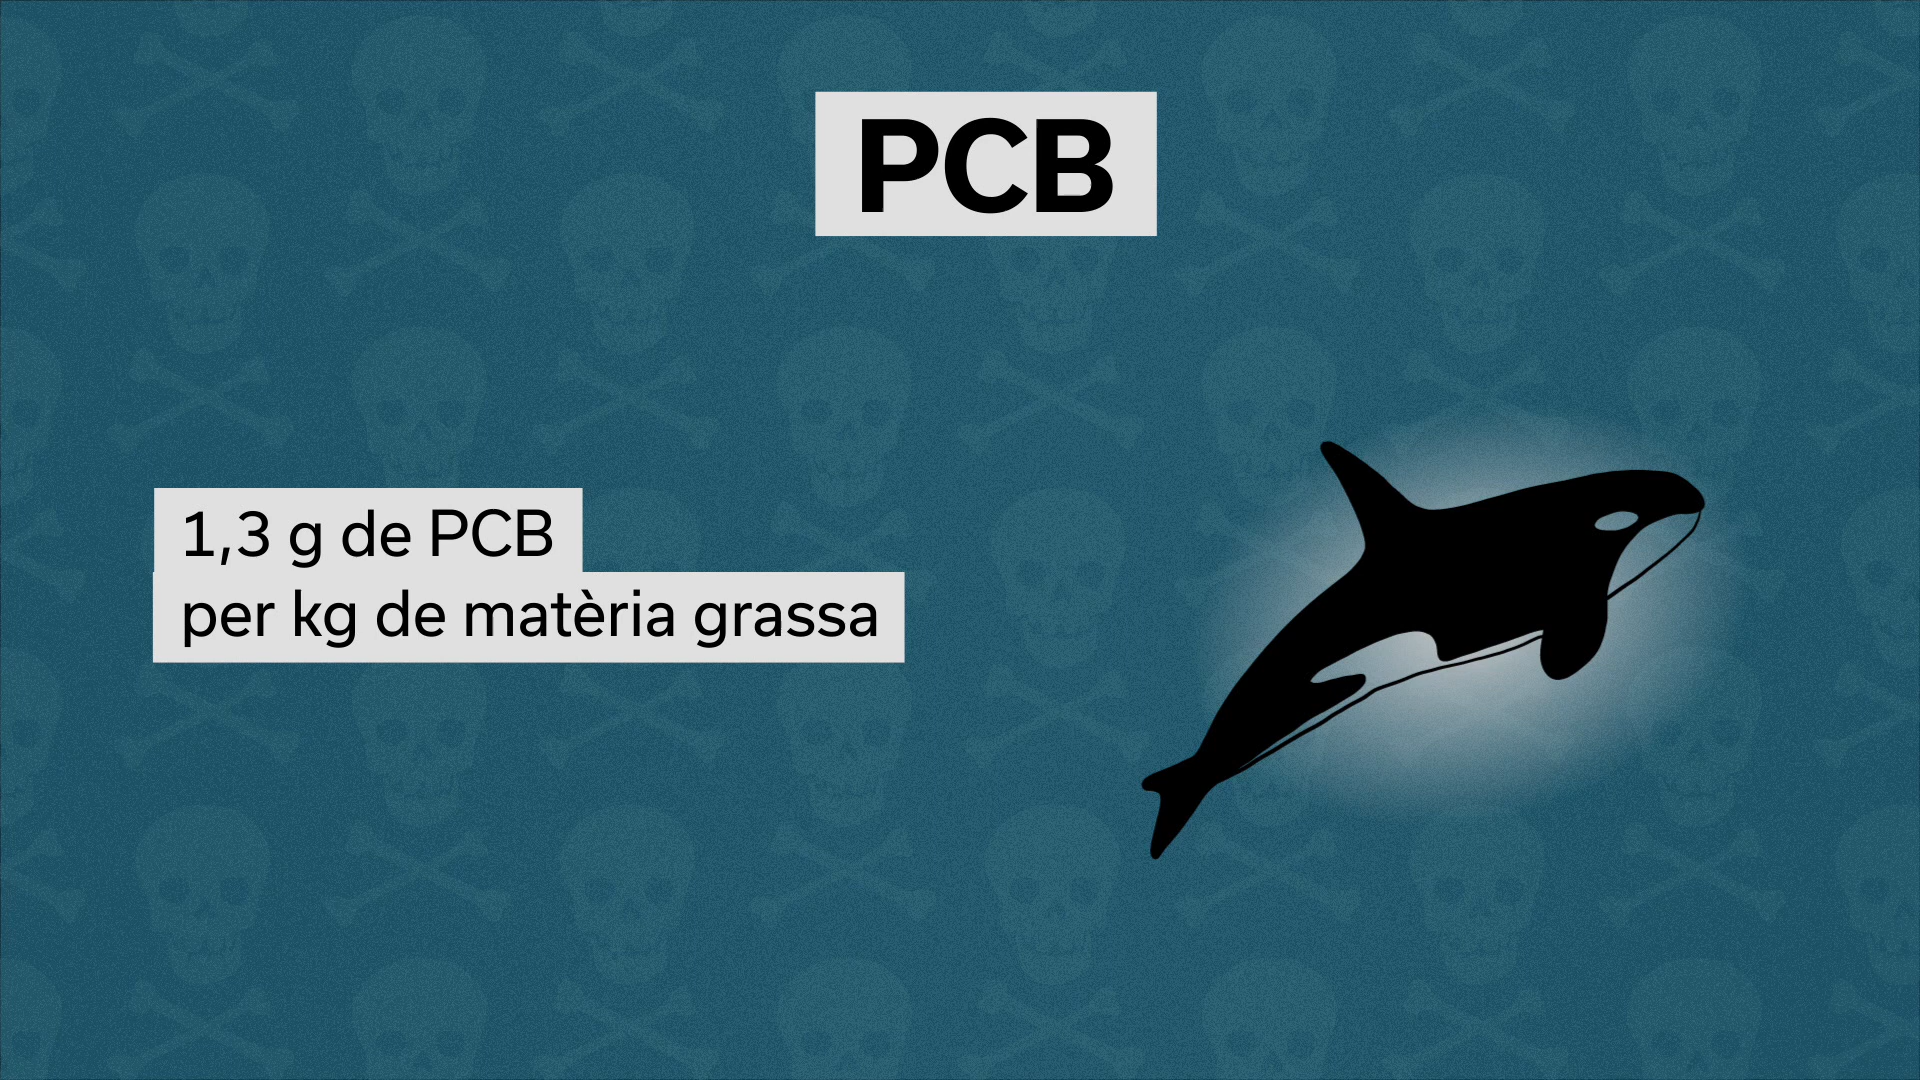 PCB
1,3 g de PCB
per kg de matèria grassa